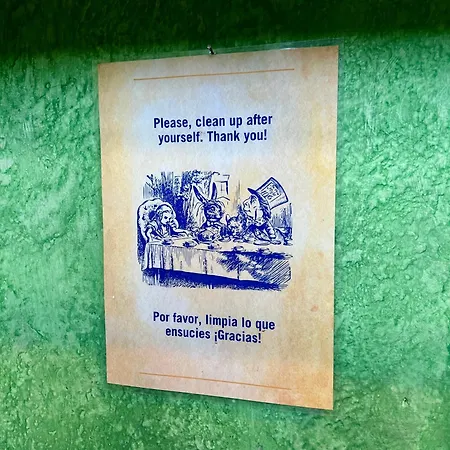 Please, clean up after
yourself. Thank you!
Por favor, limpia lo que
ensucies ¡Gracias!